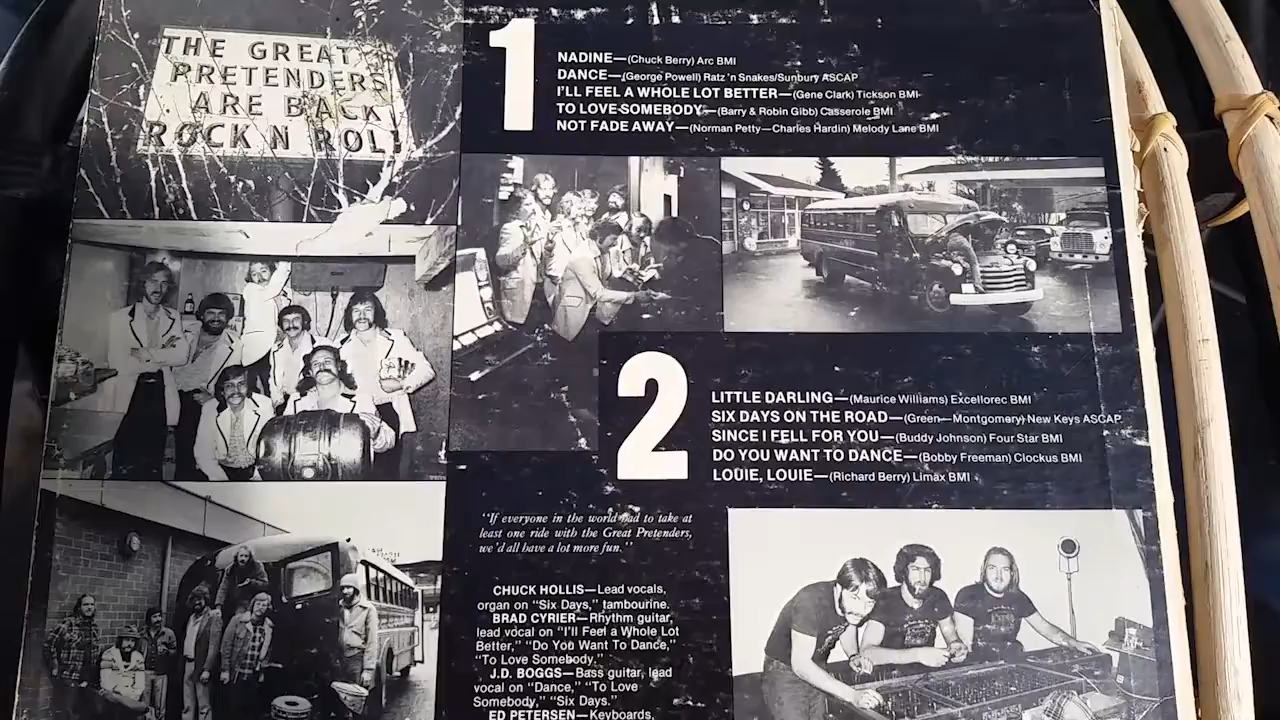 THE GREAT
PRETENDERS
ARE BACK
ROCK N ROL!
1
NADINE—(Chuck Berry) Arc BMI
DANCE—(George Powell) Ratz 'n Snakes/Sunbury ASCAP
I'LL FEEL A WHOLE LOT BETTER—(Gene Clark) Tickson BMI
TO LOVE SOMEBODY—(Barry & Robin Gibb) Casserole BMI
NOT FADE AWAY—(Norman Petty—Charles Hardin) Melody Lane BMI
2
LITTLE DARLING—(Maurice Williams) Excellorec BMI
SIX DAYS ON THE ROAD—(Green—Montgomery) New Keys ASCAP
SINCE I FELL FOR YOU—(Buddy Johnson) Four Star BMI
DO YOU WANT TO DANCE—(Bobby Freeman) Clockus BMI
LOUIE, LOUIE—(Richard Berry) Limax BMI
"If everyone in the world had to take at
least one ride with the Great Pretenders,
we'd all have a lot more fun."
CHUCK HOLLIS—Lead vocals,
organ on "Six Days," tambourine.
BRAD CYRIER—Rhythm guitar,
lead vocal on "I'll Feel a Whole Lot
Better," "Do You Want To Dance,"
"To Love Somebody."
J.D. BOGGS—Bass guitar, lead
vocal on "Dance," "To Love
Somebody," "Six Days."
ED PETERSEN—Keyboards,